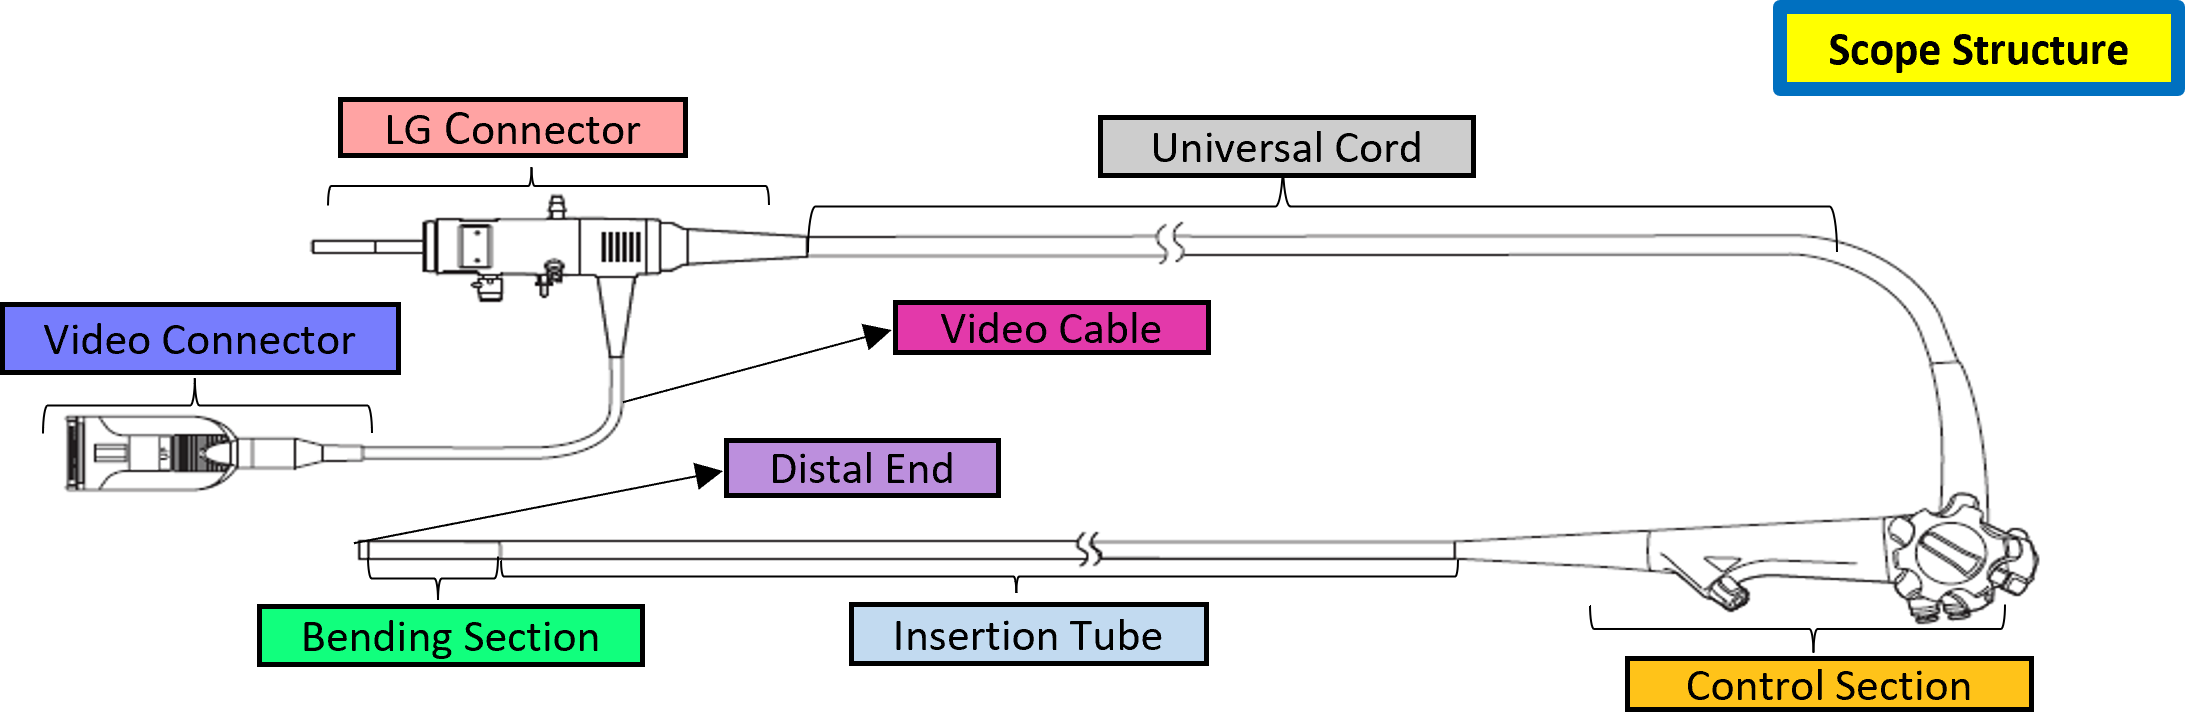 Scope Structure
LG Connector
Universal Cord
Video Connector
Video Cable
Distal End
Bending Section
Insertion Tube
Control Section